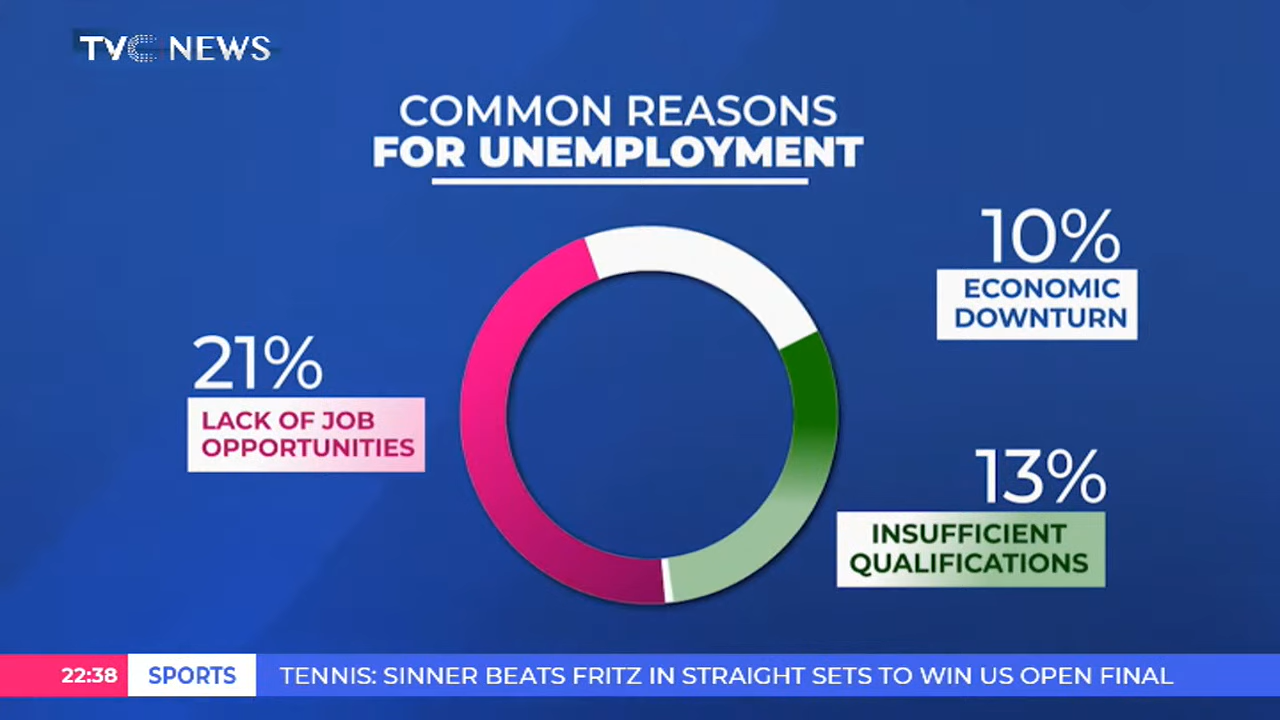 TVC NEWS
COMMON REASONS
FOR UNEMPLOYMENT
10%
ECONOMIC
DOWNTURN
21%
LACK OF JOB
OPPORTUNITIES
13%
INSUFFICIENT
QUALIFICATIONS
22:38 SPORTS TENNIS: SINNER BEATS FRITZ IN STRAIGHT SETS TO WIN US OPEN FINAL